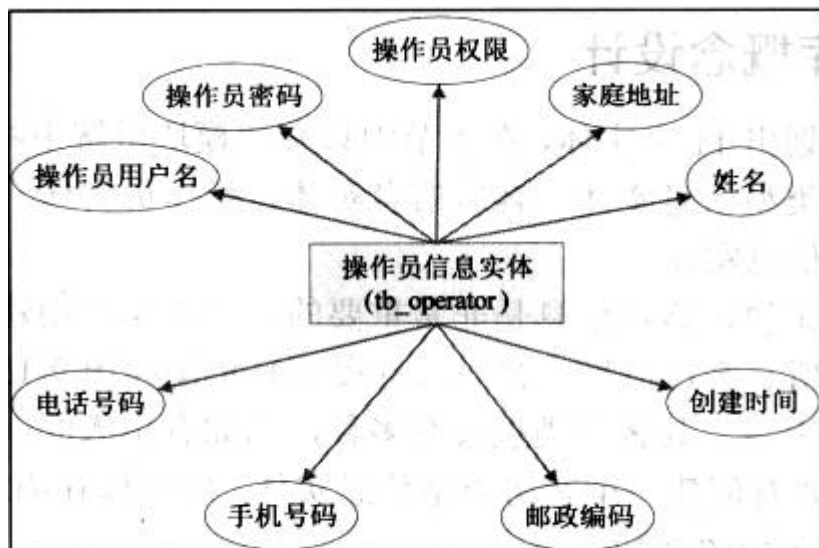 操作员权限
操作员密码
家庭地址
操作员用户名
姓名
操作员信息实体
(tb_operator)
电话号码
创建时间
手机号码
邮政编码